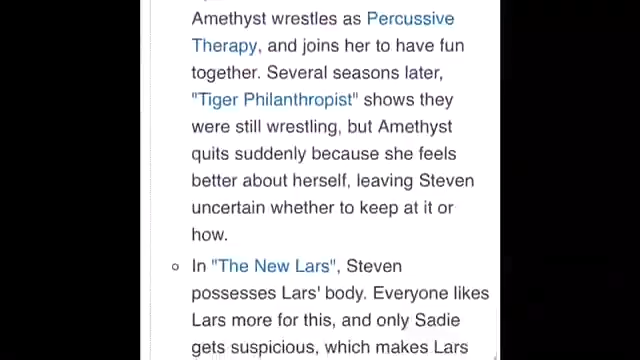 Amethyst wrestles as Percussive
Therapy, and joins her to have fun
together. Several seasons later,
"Tiger Philanthropist" shows they
were still wrestling, but Amethyst
quits suddenly because she feels
better about herself, leaving Steven
uncertain whether to keep at it or
how.
In "The New Lars", Steven
possesses Lars' body. Everyone likes
Lars more for this, and only Sadie
gets suspicious, which makes Lars